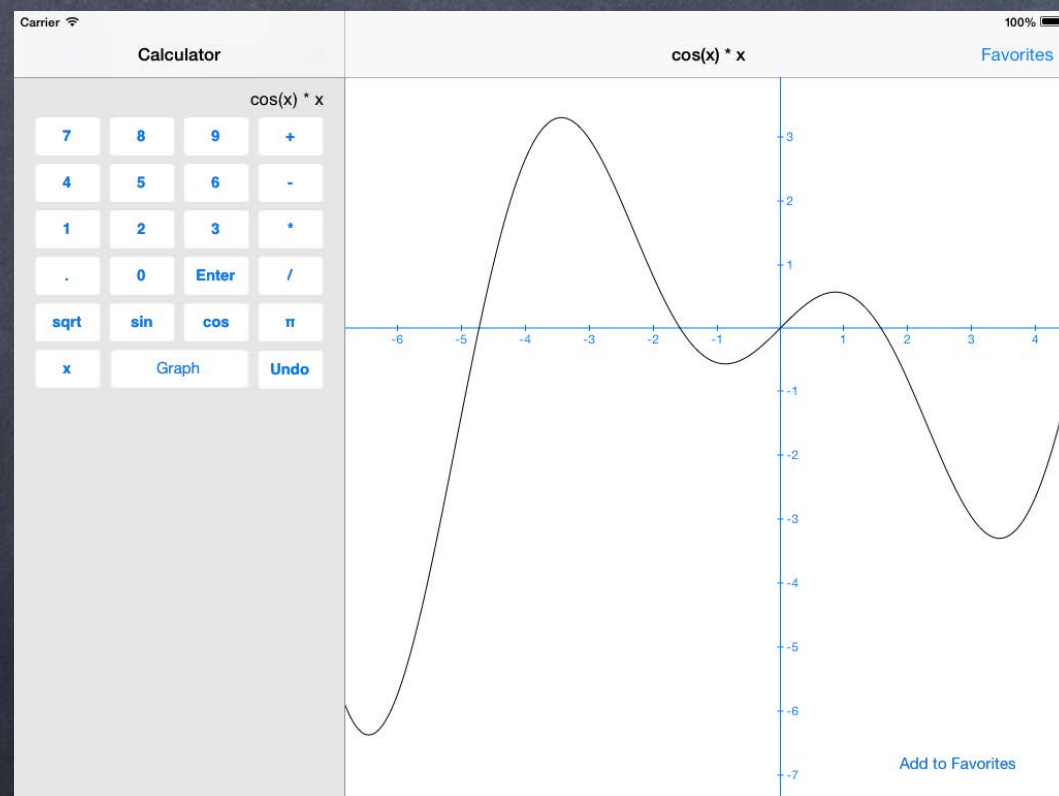 Carrier 100%
Calculator cos(x) * x Favorites
cos(x) * x
7 8 9 +
4 5 6 -
1 2 3 *
. 0 Enter /
sqrt sin cos π
x Graph Undo
3
2
1
-6 -5 -4 -3 -2 -1 1 2 3 4
-1
-2
-3
-4
-5
-6
Add to Favorites
-7